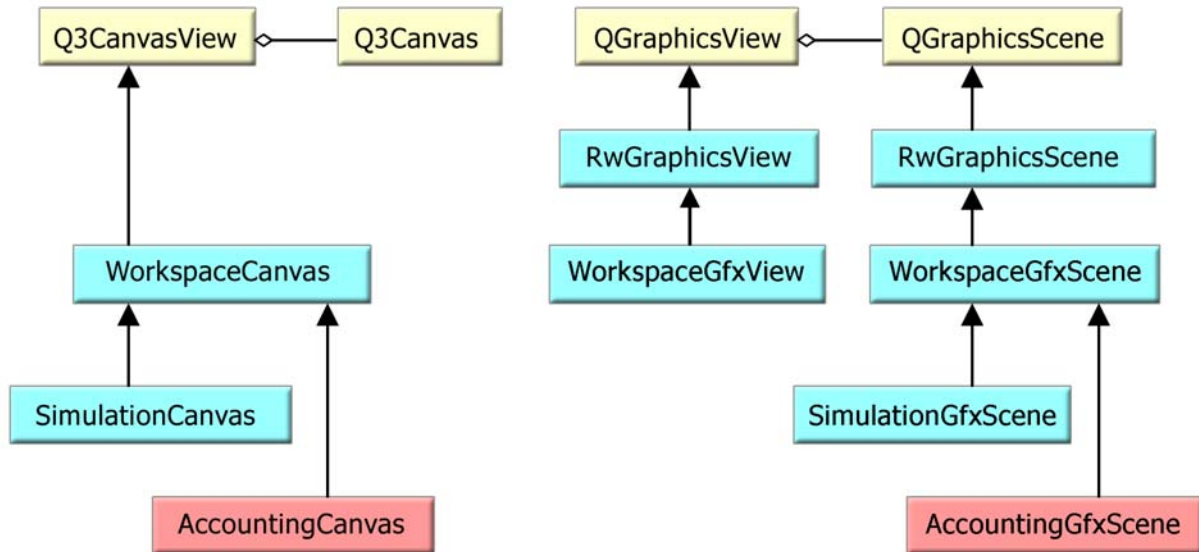 Q3CanvasView
Q3Canvas
QGraphicsView
QGraphicsScene
RwGraphicsView
RwGraphicsScene
WorkspaceCanvas
WorkspaceGfxView
WorkspaceGfxScene
SimulationCanvas
SimulationGfxScene
AccountingCanvas
AccountingGfxScene